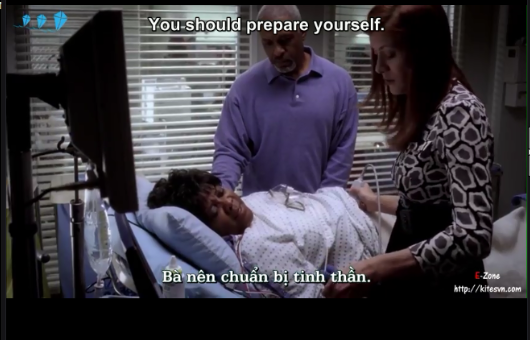 You should prepare yourself.
Bà nên chuẩn bị tinh thần.
E-Zone
http://kitesvn.com